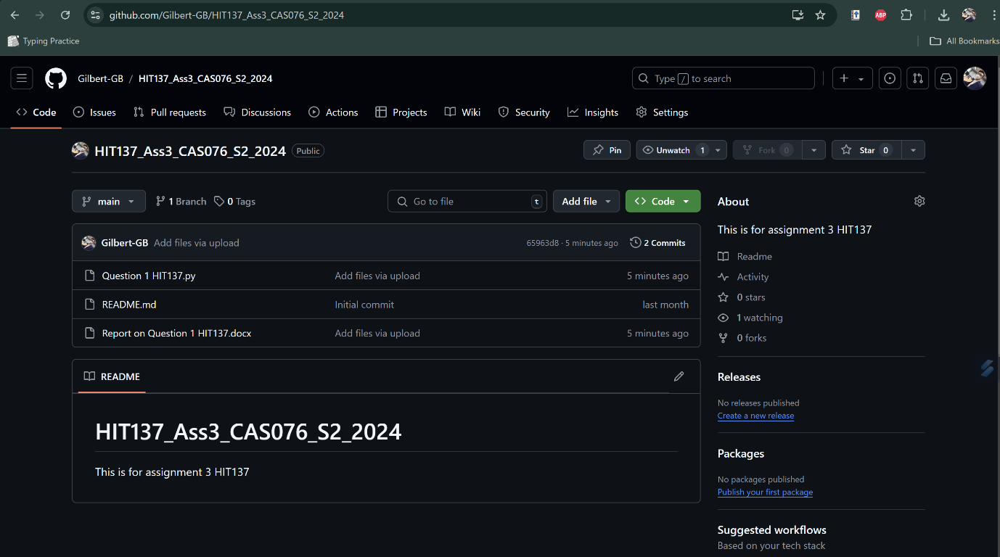 github.com/Gilbert-GB/HIT137_Ass3_CAS076_S2_2024
ABP
Typing Practice
All Bookmarks
Gilbert-GB / HIT137_Ass3_CAS076_S2_2024
Type / to search
Code Issues Pull requests Discussions Actions Projects Wiki Security Insights Settings
HIT137_Ass3_CAS076_S2_2024 Public
Pin Unwatch 1 Fork 0 Star 0
main 1 Branch 0 Tags
Go to file t Add file Code
Gilbert-GB Add files via upload 65963d8 · 5 minutes ago 2 Commits
Question 1 HIT137.py Add files via upload 5 minutes ago
README.md Initial commit last month
Report on Question 1 HIT137.docx Add files via upload 5 minutes ago
README
HIT137_Ass3_CAS076_S2_2024
This is for assignment 3 HIT137
About
This is for assignment 3 HIT137
Readme
Activity
0 stars
1 watching
0 forks
Releases
No releases published
Create a new release
Packages
No packages published
Publish your first package
Suggested workflows
Based on your tech stack